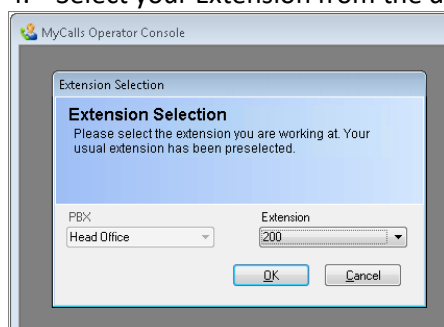 4. Select your Extension from the d
MyCalls Operator Console
Extension Selection
Extension Selection
Please select the extension you are working at. Your
usual extension has been preselected.
PBX Extension
Head Office 200
OK Cancel